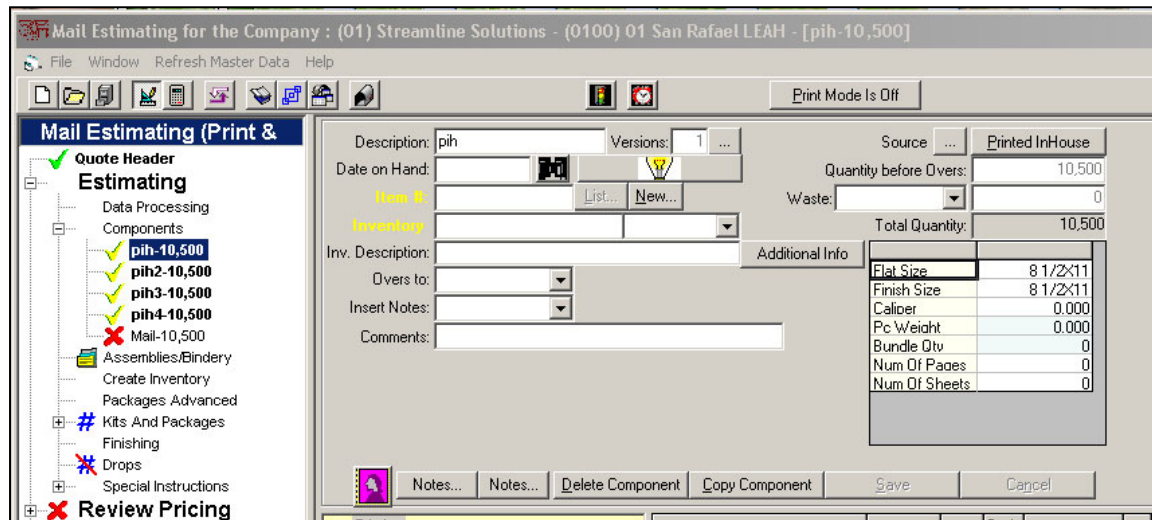 Mail Estimating for the Company : (01) Streamline Solutions - (0100) 01 San Rafael LEAH - [pih-10,500]
File Window Refresh Master Data Help
Print Mode Is Off
Mail Estimating (Print &
Quote Header
Estimating
Data Processing
Components
pih-10,500
pih2-10,500
pih3-10,500
pih4-10,500
Mail-10,500
Assemblies/Bindery
Create Inventory
Packages Advanced
Kits And Packages
Finishing
Drops
Special Instructions
Review Pricing
Description: pih Versions: 1 ... Source ... Printed InHouse
Date on Hand: Quantity before Overs: 10,500
Item #: List... New... Waste: 0
Inventory Total Quantity: 10,500
Inv. Description: Additional Info
Overs to:
Insert Notes:
Comments:
Flat Size 8 1/2X11
Finish Size 8 1/2X11
Caliper 0.000
Pc Weight 0.000
Bundle Qty 0
Num Of Pages 0
Num Of Sheets 0
Notes... Notes... Delete Component Copy Component Save Cancel